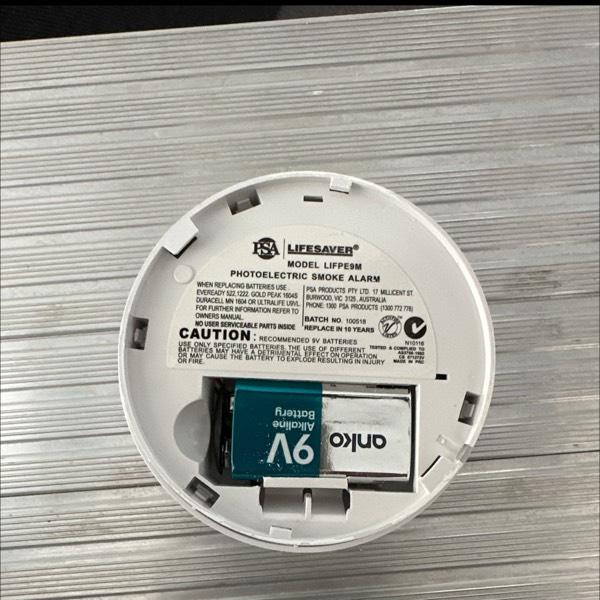 PSA LIFESAVER®
MODEL LIFPE9M
PHOTOELECTRIC SMOKE ALARM
WHEN REPLACING BATTERIES USE
EVEREADY 522,1222. GOLD PEAK 1604S
DURACELL MN 1604 OR ULTRALIFE U9VL.
FOR FURTHER INFORMATION REFER TO
OWNERS MANUAL.
NO USER SERVICEABLE PARTS INSIDE
PSA PRODUCTS PTY LTD. 17 MILLICENT ST.
BURWOOD, VIC 3125, AUSTRALIA
PHONE: 1300 PSA PRODUCTS (1300 772 778)
BATCH NO. 100518
REPLACE IN 10 YEARS
N10116
CAUTION: RECOMMENDED 9V BATTERIES
USE ONLY SPECIFIED BATTERIES. THE USE OF DIFFERENT
BATTERIES MAY HAVE A DETRIMENTAL EFFECT ON OPERATION
OR MAY CAUSE THE BATTERY TO EXPLODE RESULTING IN INJURY
OR FIRE.
TESTED & COMPLIED TO
AS3786-1993
MADE IN PRC
anko
9V
Alkaline
Battery